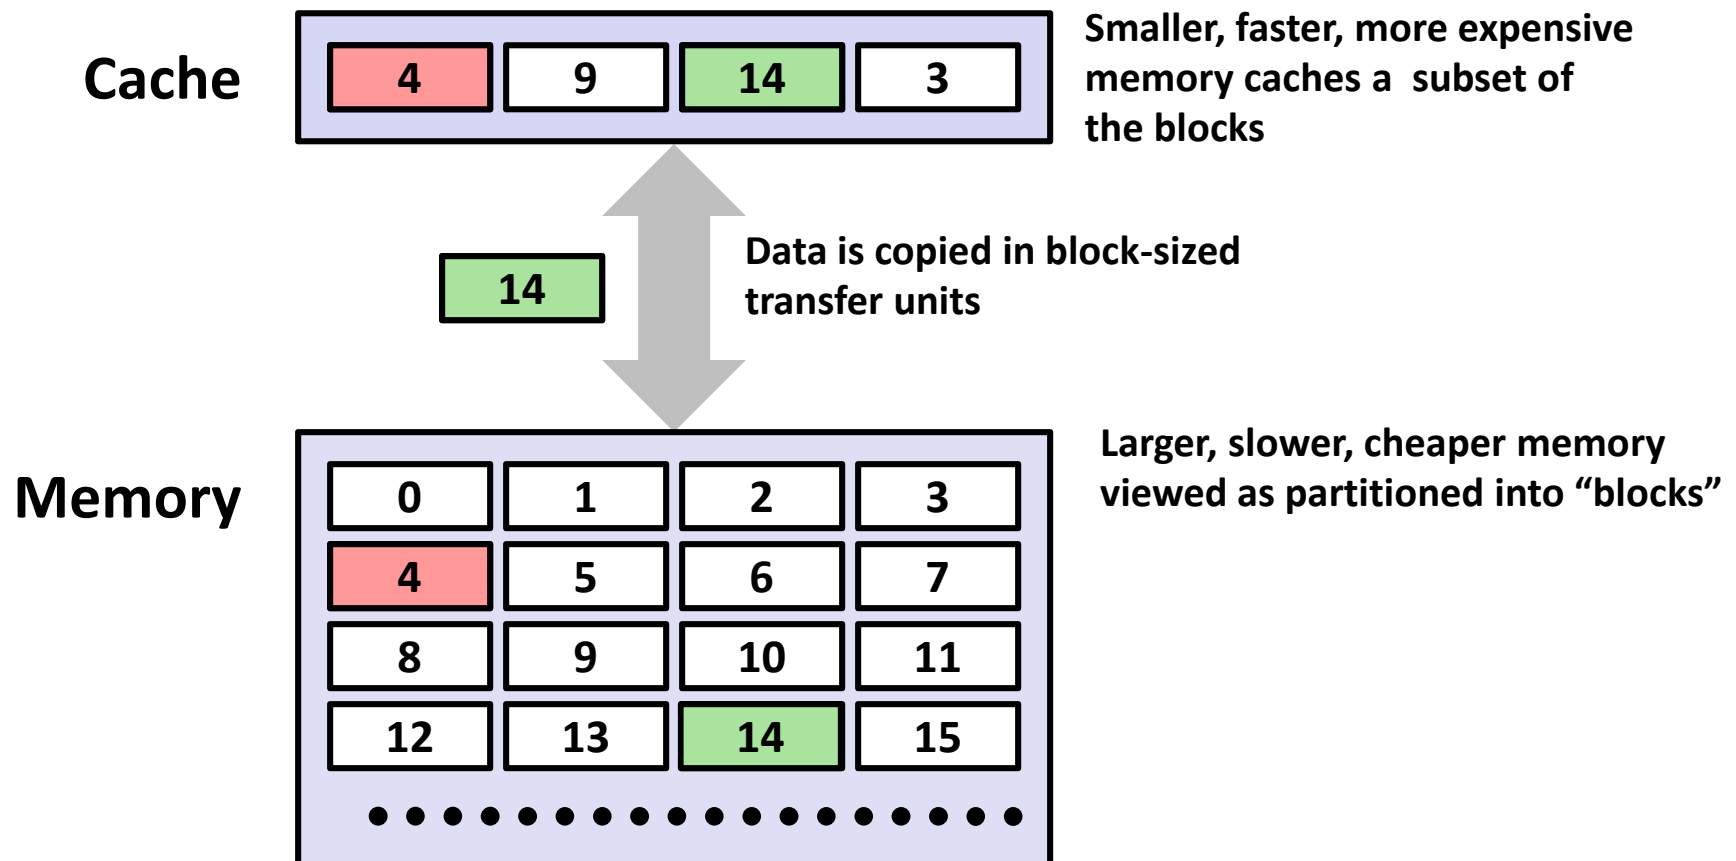 Cache
4 9 14 3
Smaller, faster, more expensive
memory caches a  subset of
the blocks
14
Data is copied in block-sized
transfer units
Memory
0 1 2 3
4 5 6 7
8 9 10 11
12 13 14 15
Larger, slower, cheaper memory
viewed as partitioned into “blocks”